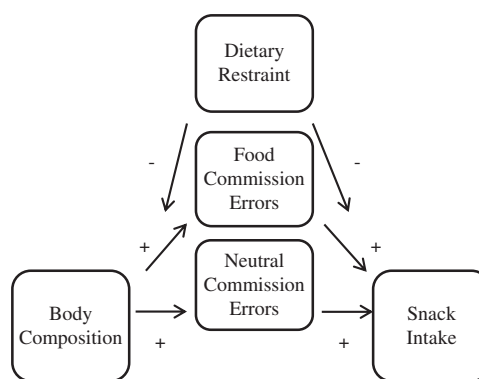 Dietary
Restraint
-
-
Food
Commission
Errors
+
+
Neutral
Commission
Errors
Body
Composition
Snack
Intake
+
+